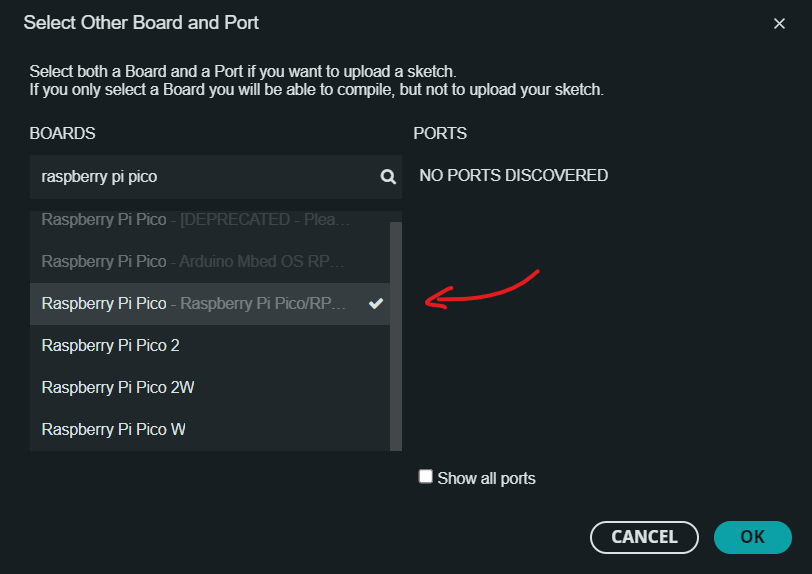 Select Other Board and Port
Select both a Board and a Port if you want to upload a sketch.
If you only select a Board you will be able to compile, but not to upload your sketch.
BOARDS
PORTS
raspberry pi pico
NO PORTS DISCOVERED
Raspberry Pi Pico - [DEPRECATED - Plea...
Raspberry Pi Pico - Arduino Mbed OS RP...
Raspberry Pi Pico - Raspberry Pi Pico/RP...
Raspberry Pi Pico 2
Raspberry Pi Pico 2W
Raspberry Pi Pico W
Show all ports
CANCEL
OK